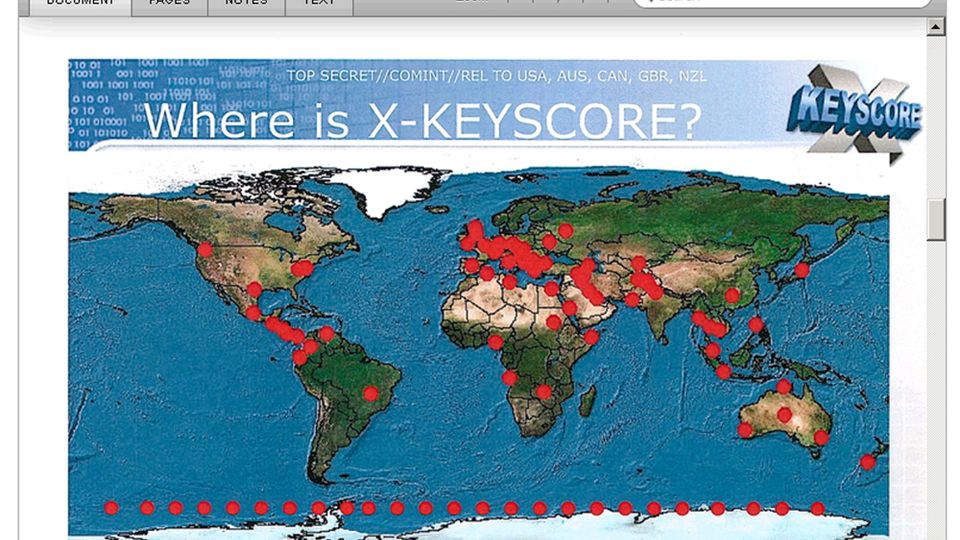 DOCUMENT PAGES NOTES TEXT
TOP SECRET//COMINT//REL TO USA, AUS, CAN, GBR, NZL
Where is X-KEYSCORE?
X
KEYSCORE